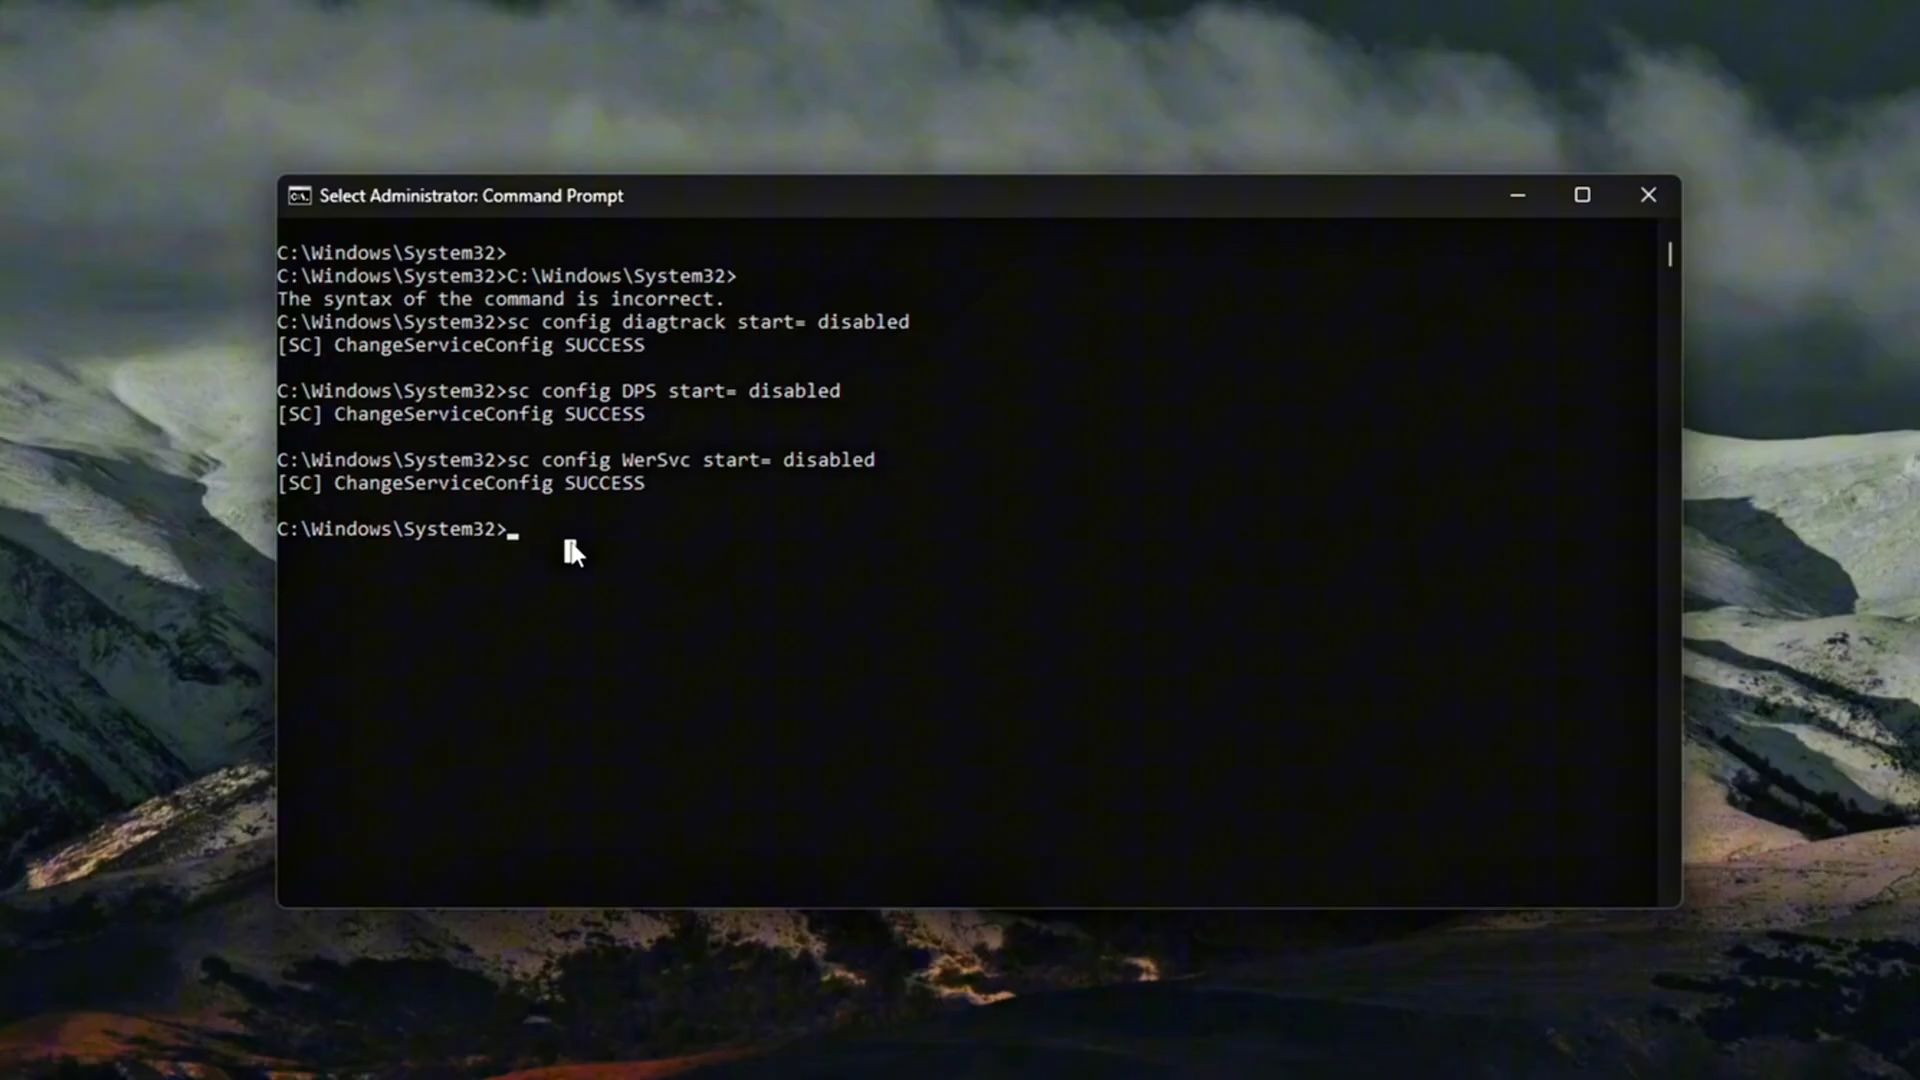 Select Administrator: Command Prompt
C:\Windows\System32>
C:\Windows\System32>C:\Windows\System32>
The syntax of the command is incorrect.
C:\Windows\System32>sc config diagtrack start= disabled
[SC] ChangeServiceConfig SUCCESS
C:\Windows\System32>sc config DPS start= disabled
[SC] ChangeServiceConfig SUCCESS
C:\Windows\System32>sc config WerSvc start= disabled
[SC] ChangeServiceConfig SUCCESS
C:\Windows\System32>